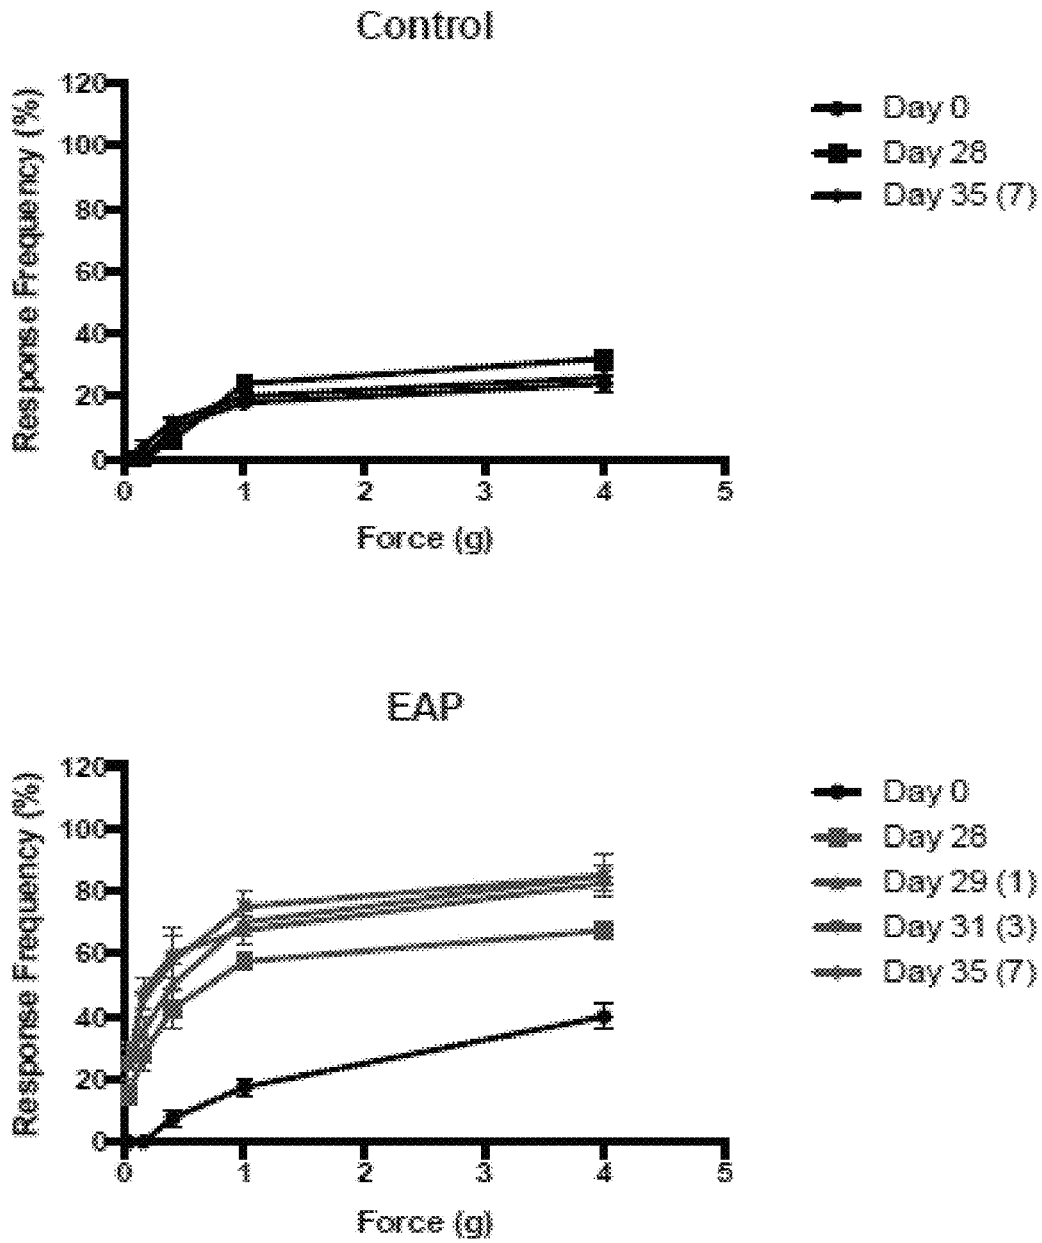 Control
Response Frequency (%)
120
100
80
60
40
20
0
0 1 2 3 4 5
Force (g)
Day 0
Day 28
Day 35 (7)
EAP
Response Frequency (%)
120
100
80
60
40
20
0
0 1 2 3 4 5
Force (g)
Day 0
Day 28
Day 29 (1)
Day 31 (3)
Day 35 (7)